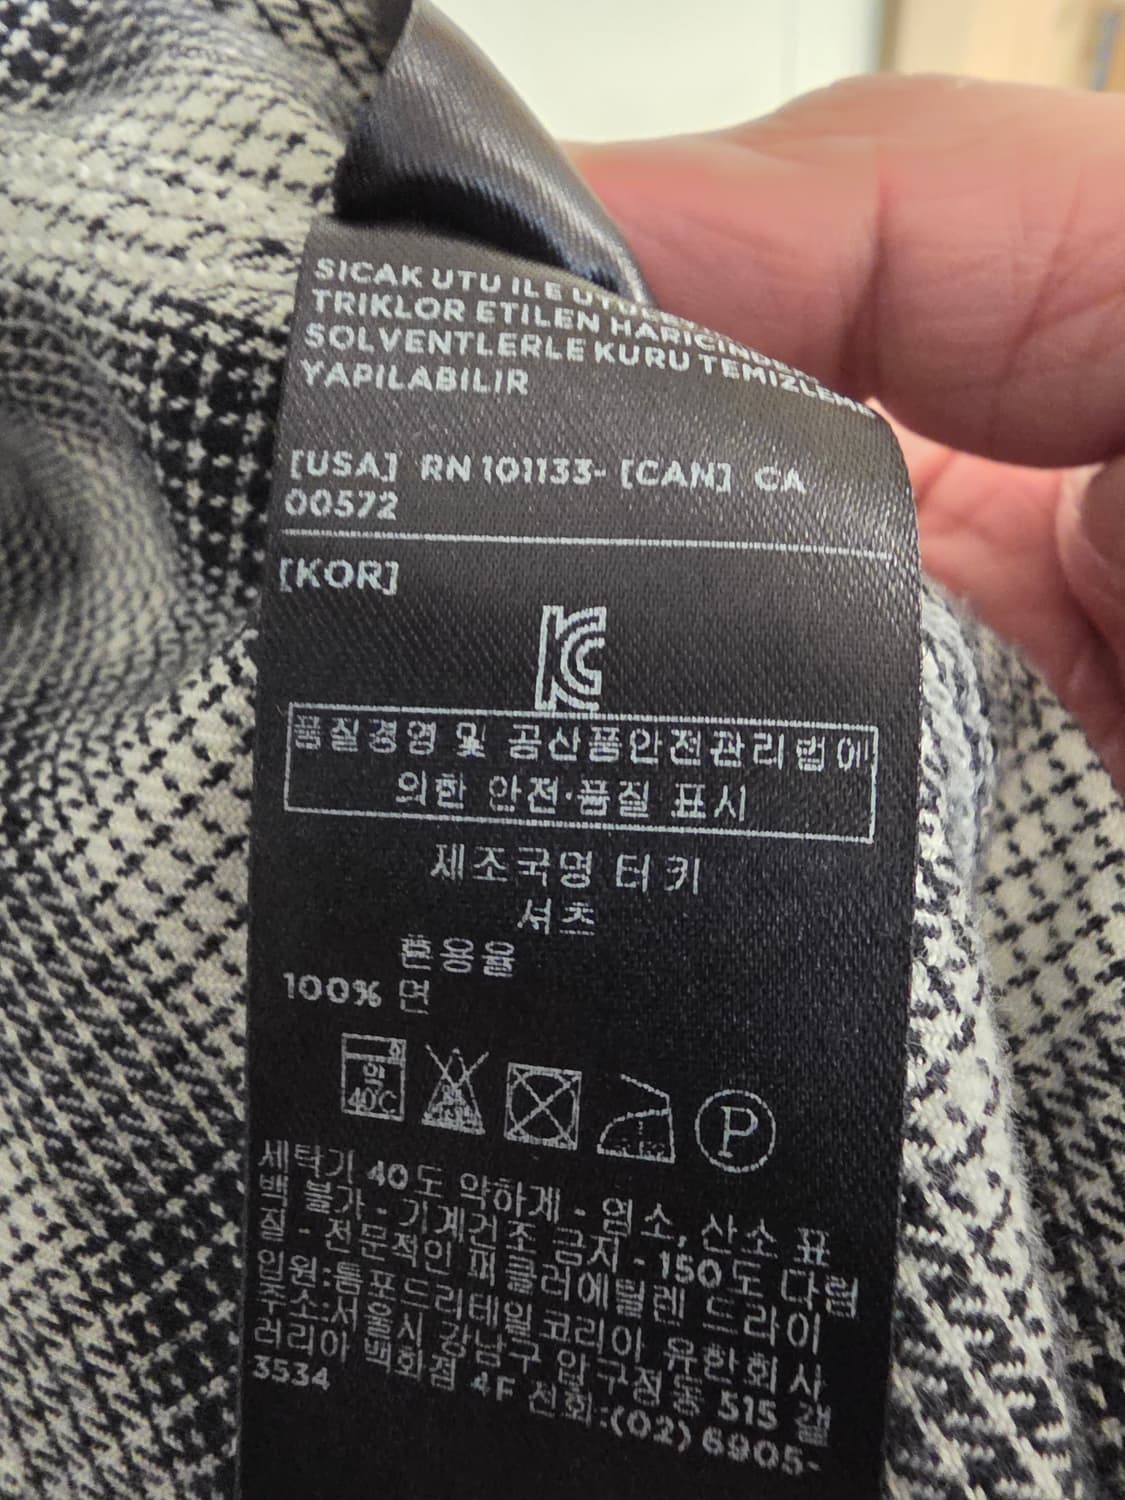 SICAK UTU ILE
TRIKLOR ETILEN HARICINDE
SOLVENTLERLE KURU TEMIZLEME
YAPILABILIR
[USA] RN 101133- [CAN] CA
00572
[KOR]
품질경영 및 공산품안전관리법에
의한 안전·품질 표시
제조국명 터키
셔츠
혼용율
100% 면
약
40°C
P
세탁기 40도 약하게 - 염소, 산소 표
백 불가 - 기계건조 금지 - 150도 다림
질 - 전문적인 퍼클러에틸렌 드라이
입원:톰포드리테일코리아 유한회사
주소:서울시 강남구 압구정동 515 갤
러리아 백화점 4F 전화:(02) 6905-
3534